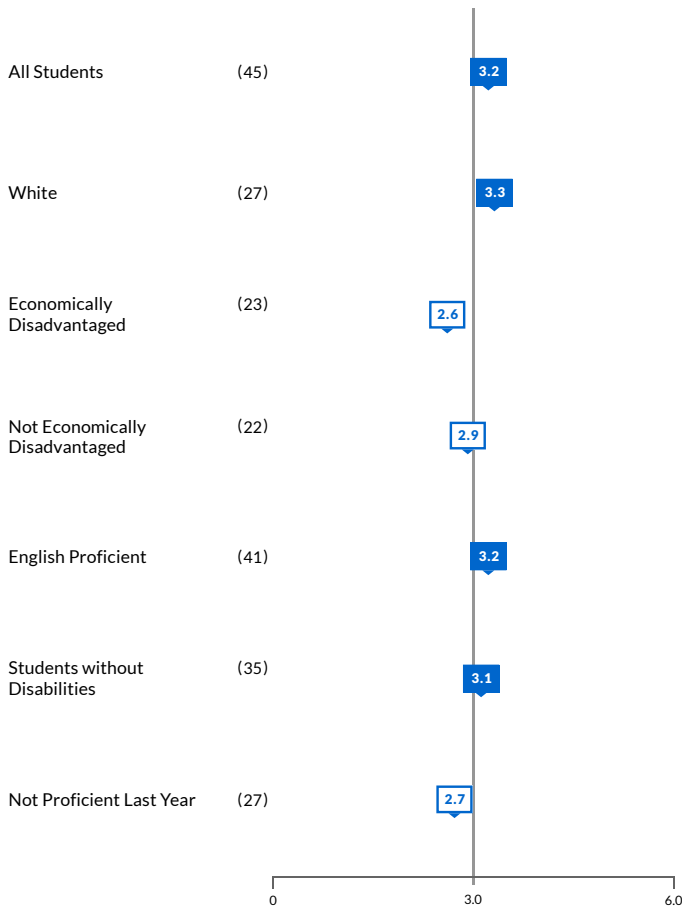 All Students (45) 3.2
White (27) 3.3
Economically (23)
Disadvantaged
2.6
Not Economically (22)
Disadvantaged
2.9
English Proficient (41) 3.2
Students without (35)
Disabilities
3.1
Not Proficient Last Year (27) 2.7
0 3.0 6.0